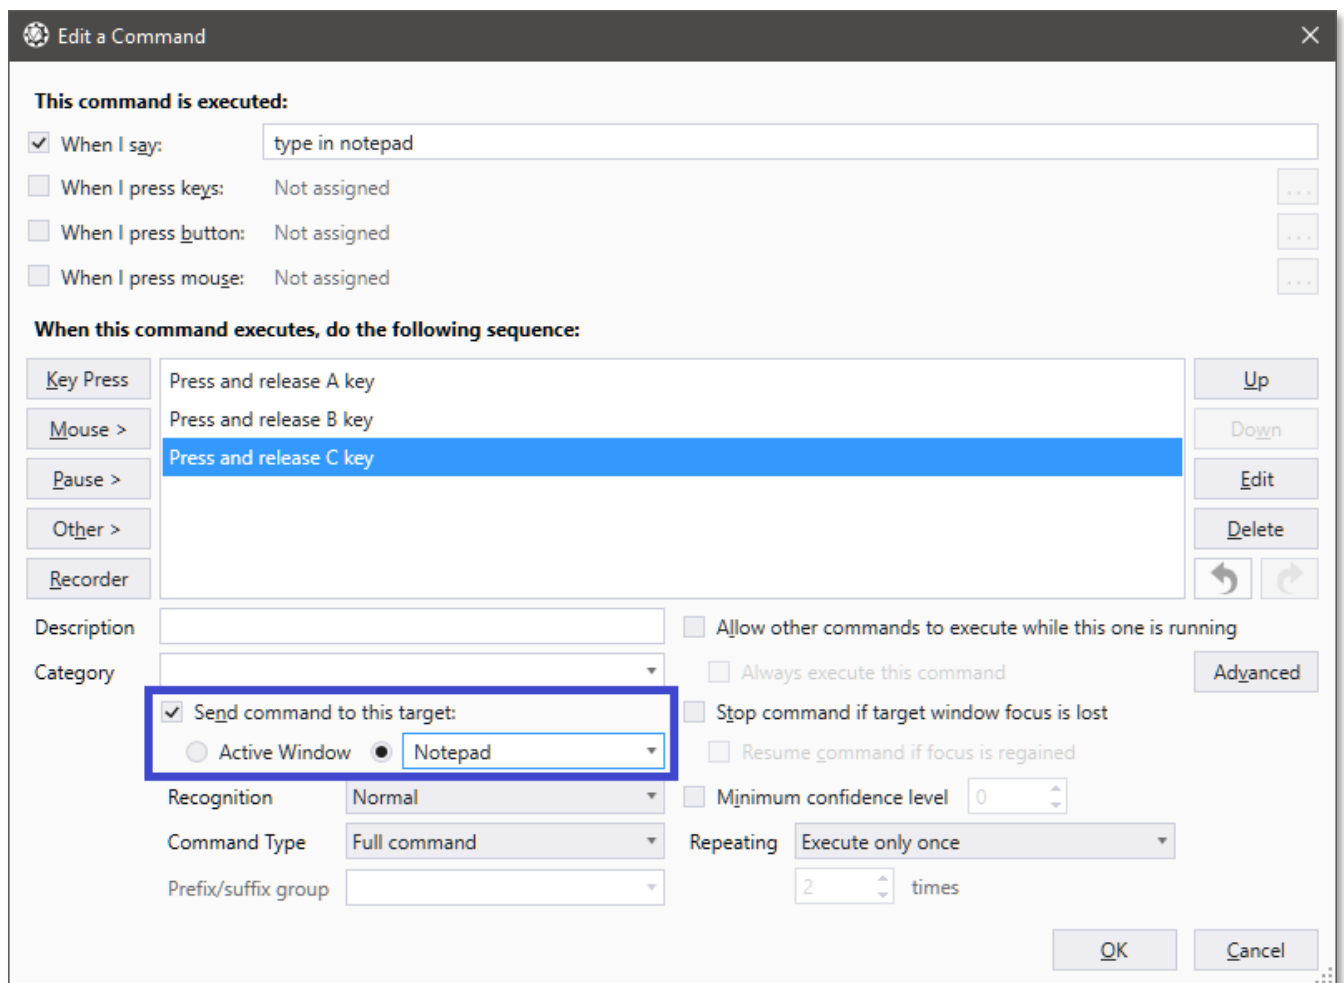 Edit a Command
This command is executed:
When I say: type in notepad
When I press keys: Not assigned ...
When I press button: Not assigned ...
When I press mouse: Not assigned ...
When this command executes, do the following sequence:
Key Press Press and release A key Up
Mouse > Press and release B key Down
Press and release C key
Pause > Edit
Other > Delete
Recorder
Description Allow other commands to execute while this one is running
Category Always execute this command Advanced
Send command to this target: Stop command if target window focus is lost
Active Window Notepad Resume command if focus is regained
Recognition Normal Minimum confidence level 0
Command Type Full command Repeating Execute only once
Prefix/suffix group 2 times
OK Cancel